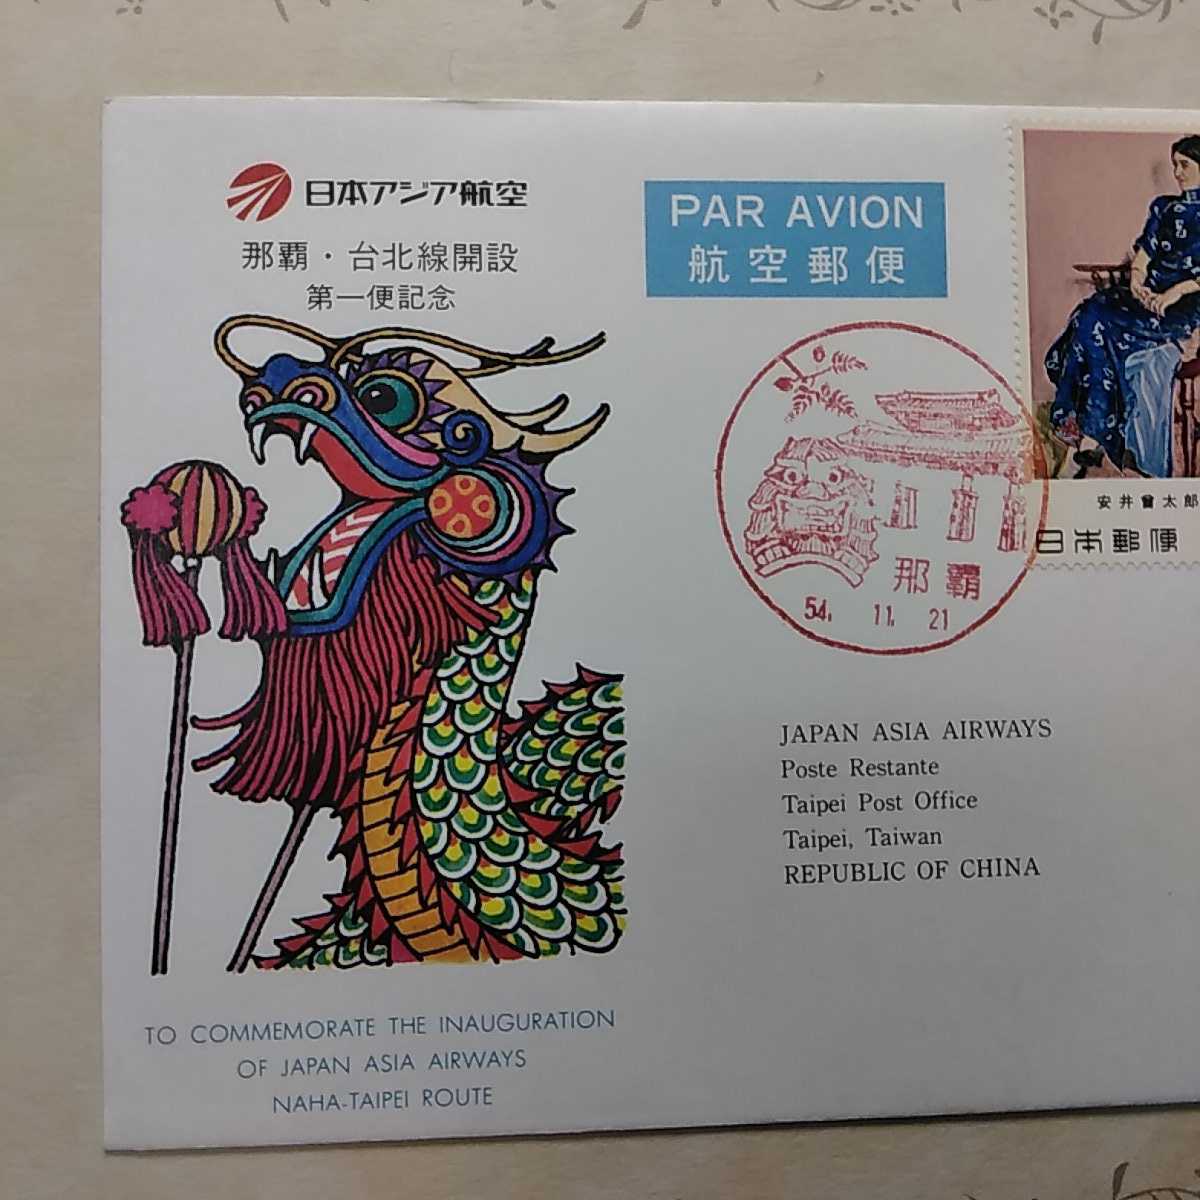 日本アジア航空
那覇・台北線開設
第一便記念
PAR AVION
航空郵便
安井曾太郎
日本郵便
那覇
54. 11. 21
JAPAN ASIA AIRWAYS
Poste Restante
Taipei Post Office
Taipei, Taiwan
REPUBLIC OF CHINA
TO COMMEMORATE THE INAUGURATION
OF JAPAN ASIA AIRWAYS
NAHA-TAIPEI ROUTE